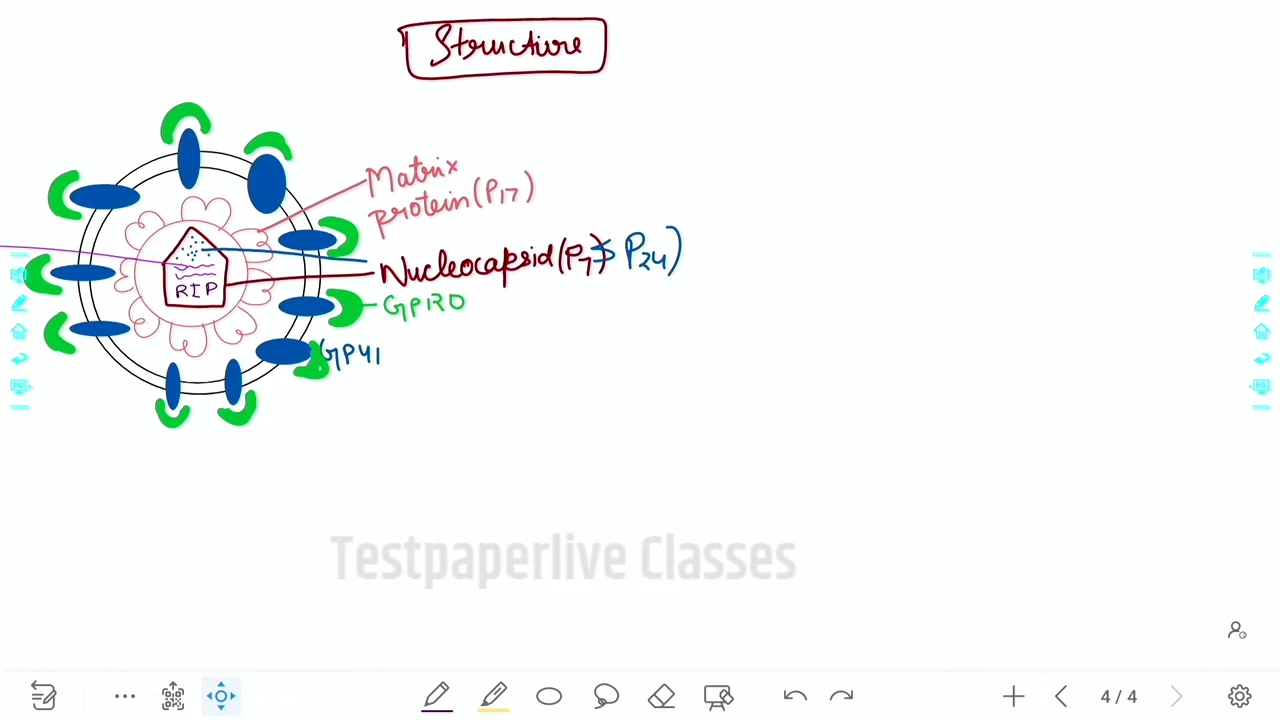 Structure
Matrix
protein (P17)
Nucleocapsid (P7 & P24)
RIP
GP120
GP41
Testpaperlive Classes
4/4